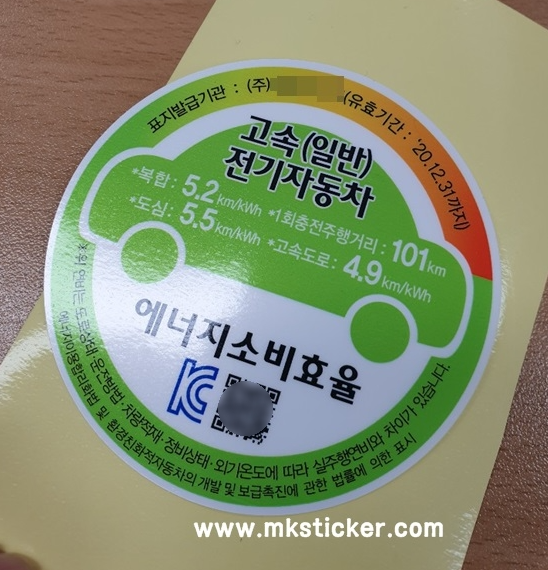 표지발급기관 : (주) (유효기간 : '20.12.31까지)
고속(일반)
전기자동차
*복합 : 5.2km/kWh *1회충전주행거리 : 101km
*도심 : 5.5km/kWh *고속도로 : 4.9km/kWh
에너지소비효율
도로상태·운전방법·차량적재·정비상태·외기온도에 따라 실주행연비와 차이가 있습니다.
에너지이용합리화법 및 환경친화적자동차의 개발 및 보급촉진에 관한 법률에 의한 표시
www.mksticker.com